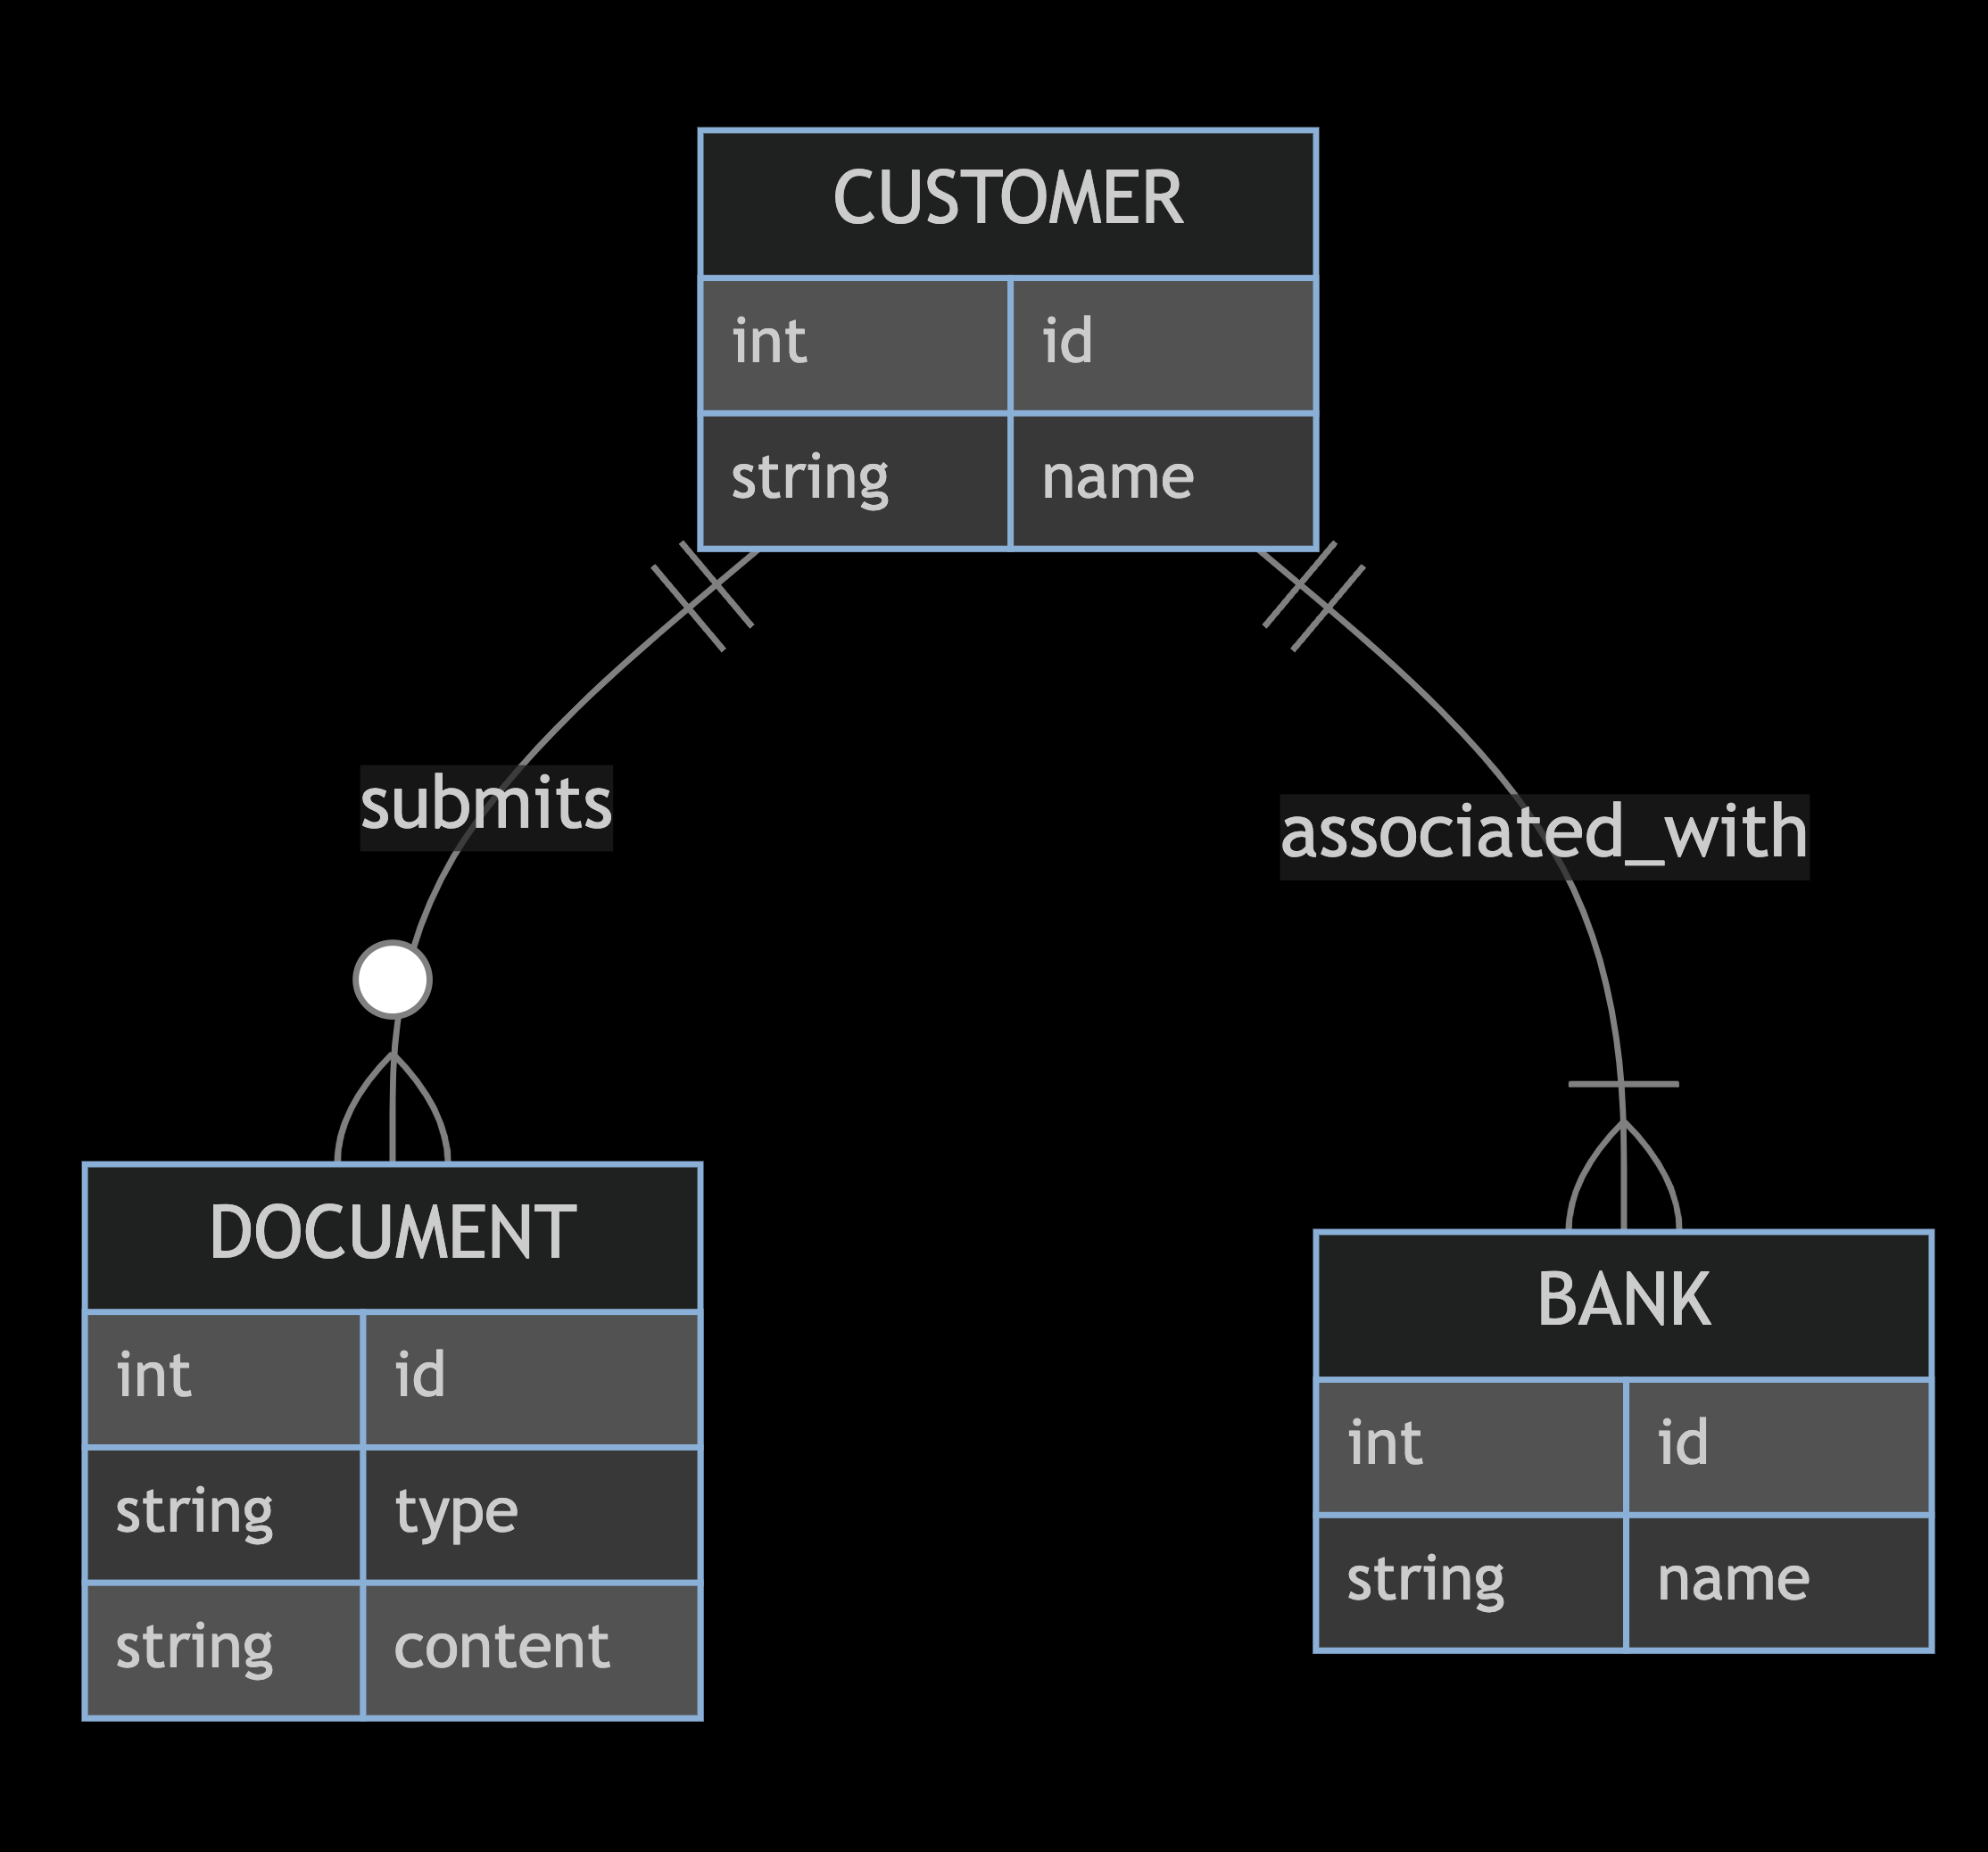 CUSTOMER
int id
string name
submits
associated_with
DOCUMENT
int id
string type
string content
BANK
int id
string name